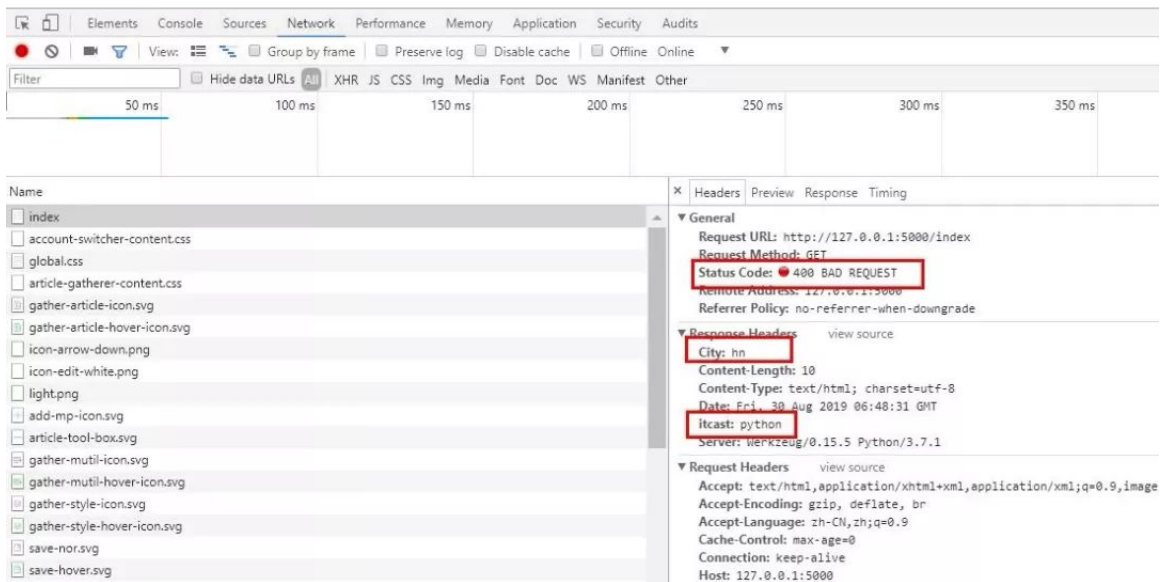 Elements Console Sources Network Performance Memory Application Security Audits
View: Group by frame Preserve log Disable cache Offline Online ▼
Filter Hide data URLs All XHR JS CSS Img Media Font Doc WS Manifest Other
50 ms 100 ms 150 ms 200 ms 250 ms 300 ms 350 ms
Name
index
account-switcher-content.css
global.css
article-gatherer-content.css
gather-article-icon.svg
gather-article-hover-icon.svg
icon-arrow-down.png
icon-edit-white.png
light.png
add-mp-icon.svg
article-tool-box.svg
gather-mutil-icon.svg
gather-mutil-hover-icon.svg
gather-style-icon.svg
gather-style-hover-icon.svg
save-nor.svg
save-hover.svg
× Headers Preview Response Timing
▼ General
Request URL: http://127.0.0.1:5000/index
Request Method: GET
Status Code: 400 BAD REQUEST
Remote Address: 127.0.0.1:5000
Referrer Policy: no-referrer-when-downgrade
▼ Response Headers view source
City: hn
Content-Length: 10
Content-Type: text/html; charset=utf-8
Date: Fri, 30 Aug 2019 06:48:31 GMT
itcast: python
Server: Werkzeug/0.15.5 Python/3.7.1
▼ Request Headers view source
Accept: text/html,application/xhtml+xml,application/xml;q=0.9,image
Accept-Encoding: gzip, deflate, br
Accept-Language: zh-CN,zh;q=0.9
Cache-Control: max-age=0
Connection: keep-alive
Host: 127.0.0.1:5000